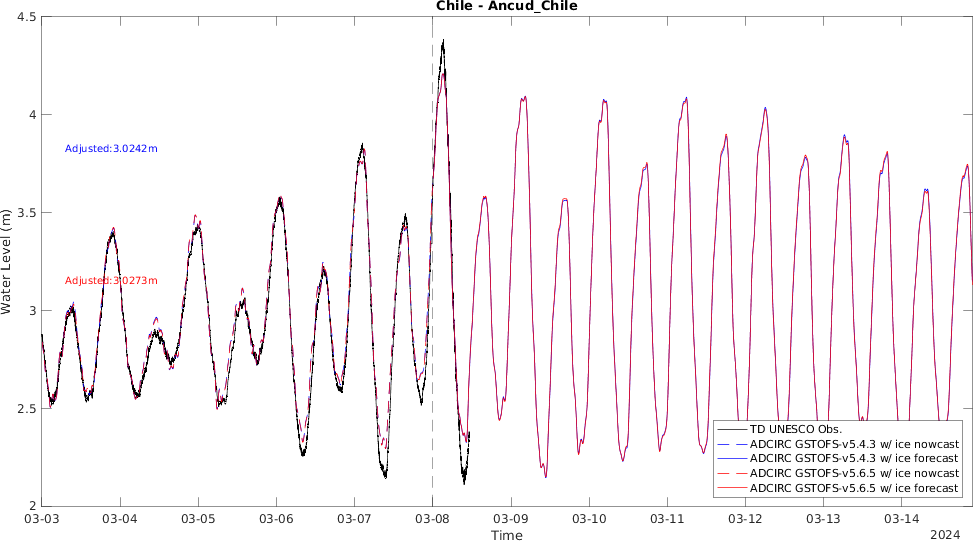 Chile - Ancud_Chile
4.5
4
3.5
3
2.5
2
Water Level (m)
Adjusted:3.0242m
Adjusted:3.0273m
TD UNESCO Obs.
ADCIRC GSTOFS-v5.4.3 w/ ice nowcast
ADCIRC GSTOFS-v5.4.3 w/ ice forecast
ADCIRC GSTOFS-v5.6.5 w/ ice nowcast
ADCIRC GSTOFS-v5.6.5 w/ ice forecast
03-03 03-04 03-05 03-06 03-07 03-08 03-09 03-10 03-11 03-12 03-13 03-14
Time
2024